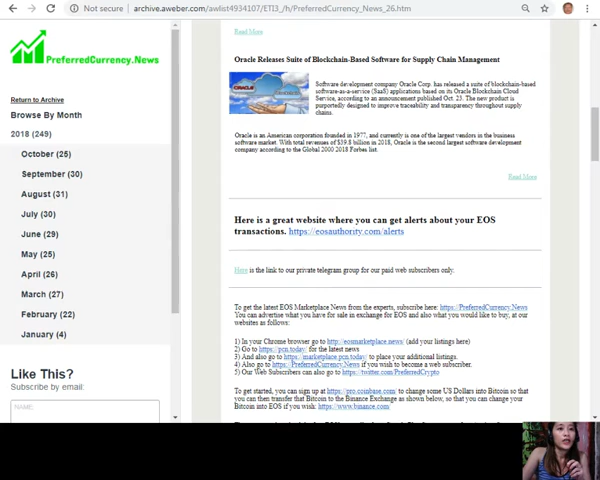 Not secure | archive.aweber.com/awlist4934107/ETI3_/h/PreferredCurrency_News_26.htm
PreferredCurrency.News
Return to Archive
Browse By Month
2018 (249)
October (25)
September (30)
August (31)
July (30)
June (29)
May (25)
April (26)
March (27)
February (22)
January (4)
Like This?
Subscribe by email:
NAME:
Read More
Oracle Releases Suite of Blockchain-Based Software for Supply Chain Management
ORACLE
Software development company Oracle Corp. has released a suite of blockchain-based
software-as-a-service (SaaS) applications based on its Oracle Blockchain Cloud
Service, according to an announcement published Oct. 23. The new product is
purportedly designed to improve traceability and transparency throughout supply
chains.
Oracle is an American corporation founded in 1977, and currently is one of the largest vendors in the business
software market. With total revenues of $39.8 billion in 2018, Oracle is the second largest software development
company according to the Global 2000 2018 Forbes list.
Read More
Here is a great website where you can get alerts about your EOS
transactions. https://eosauthority.com/alerts
Here is the link to our private telegram group for our paid web subscribers only.
To get the latest EOS Marketplace News from the experts, subscribe here: https://PreferredCurrency.News
You can advertise what you have for sale in exchange for EOS and also what you would like to buy, at our
websites as follows:
1) In your Chrome browser go to http://eosmarketplace.news/ (add your listings here)
2) Go to https://pcn.today/ for the latest news
3) And also go to https://marketplace.pcn.today/ to place your additional listings.
4) Also go to https://PreferredCurrency.News if you wish to become a web subscriber.
5) Our Web Subscribers can also go to https://twitter.com/PreferredCrypto
To get started, you can sign up at https://pro.coinbase.com/ to change some US Dollars into Bitcoin so that
you can then transfer that Bitcoin to the Binance Exchange as shown below, so that you can change your
Bitcoin into EOS if you wish: https://www.binance.com